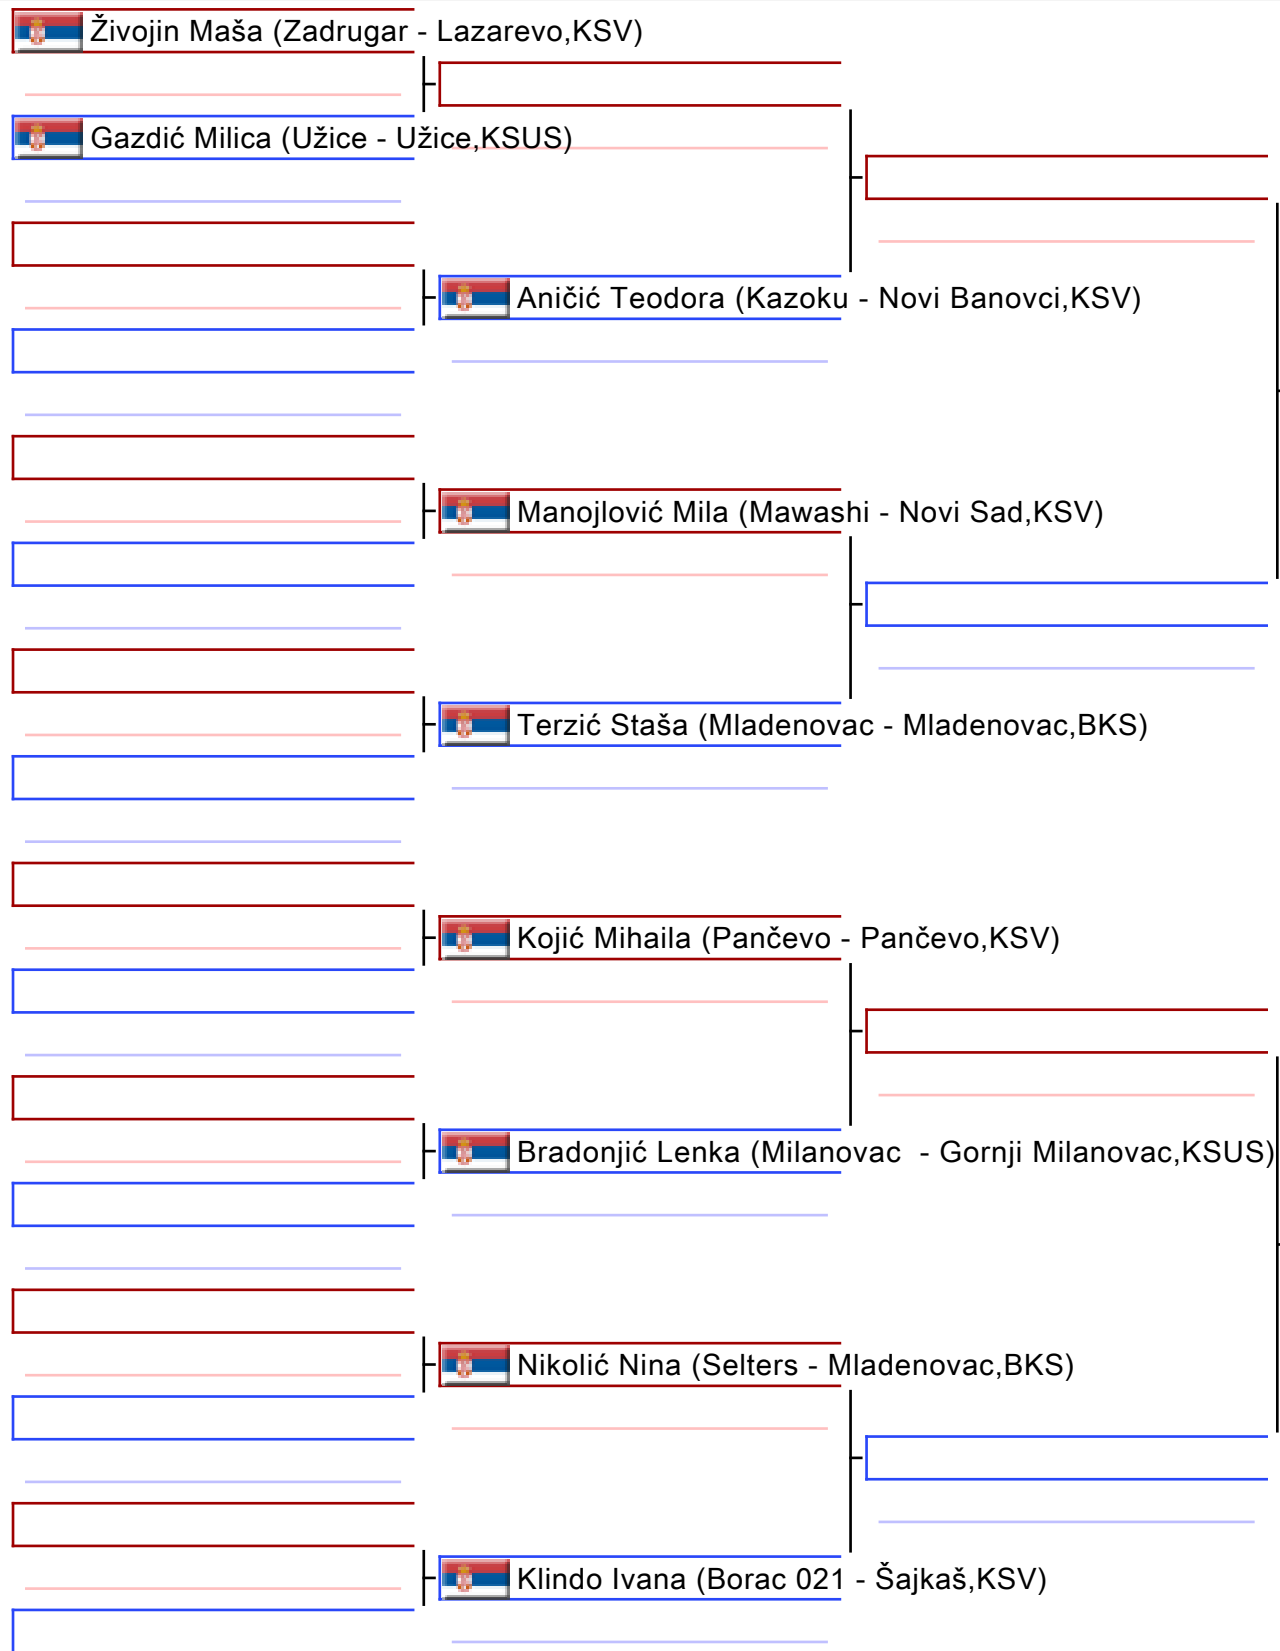 Živojin Maša (Zadrugar - Lazarevo,KSV)
Gazdić Milica (Užice - Užice,KSUS)
Aničić Teodora (Kazoku - Novi Banovci,KSV)
Manojlović Mila (Mawashi - Novi Sad,KSV)
Terzić Staša (Mladenovac - Mladenovac,BKS)
Kojić Mihaila (Pančevo - Pančevo,KSV)
Bradonjić Lenka (Milanovac  - Gornji Milanovac,KSUS)
Nikolić Nina (Selters - Mladenovac,BKS)
Klindo Ivana (Borac 021 - Šajkaš,KSV)